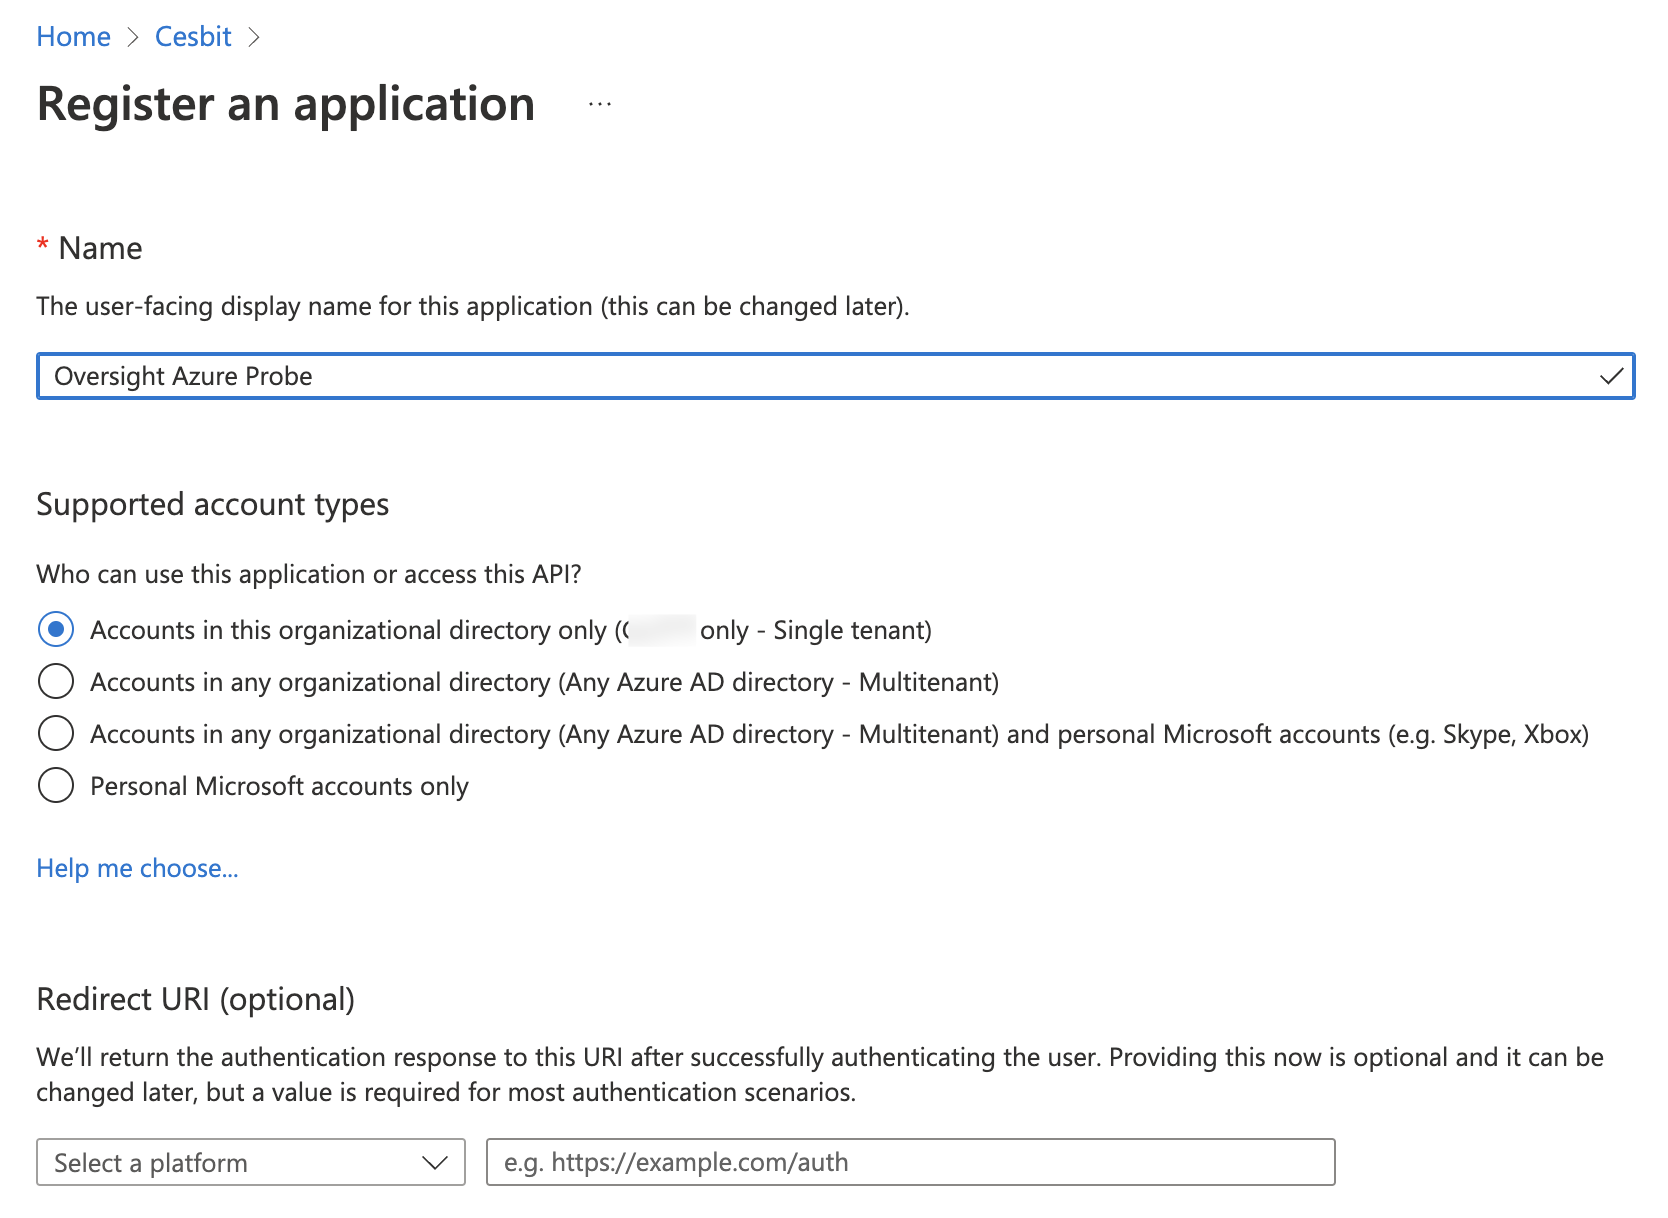 Home > Cesbit >
Register an application ...
* Name
The user-facing display name for this application (this can be changed later).
Oversight Azure Probe
Supported account types
Who can use this application or access this API?
Accounts in this organizational directory only ( only - Single tenant)
Accounts in any organizational directory (Any Azure AD directory - Multitenant)
Accounts in any organizational directory (Any Azure AD directory - Multitenant) and personal Microsoft accounts (e.g. Skype, Xbox)
Personal Microsoft accounts only
Help me choose...
Redirect URI (optional)
We’ll return the authentication response to this URI after successfully authenticating the user. Providing this now is optional and it can be
changed later, but a value is required for most authentication scenarios.
Select a platform
e.g. https://example.com/auth